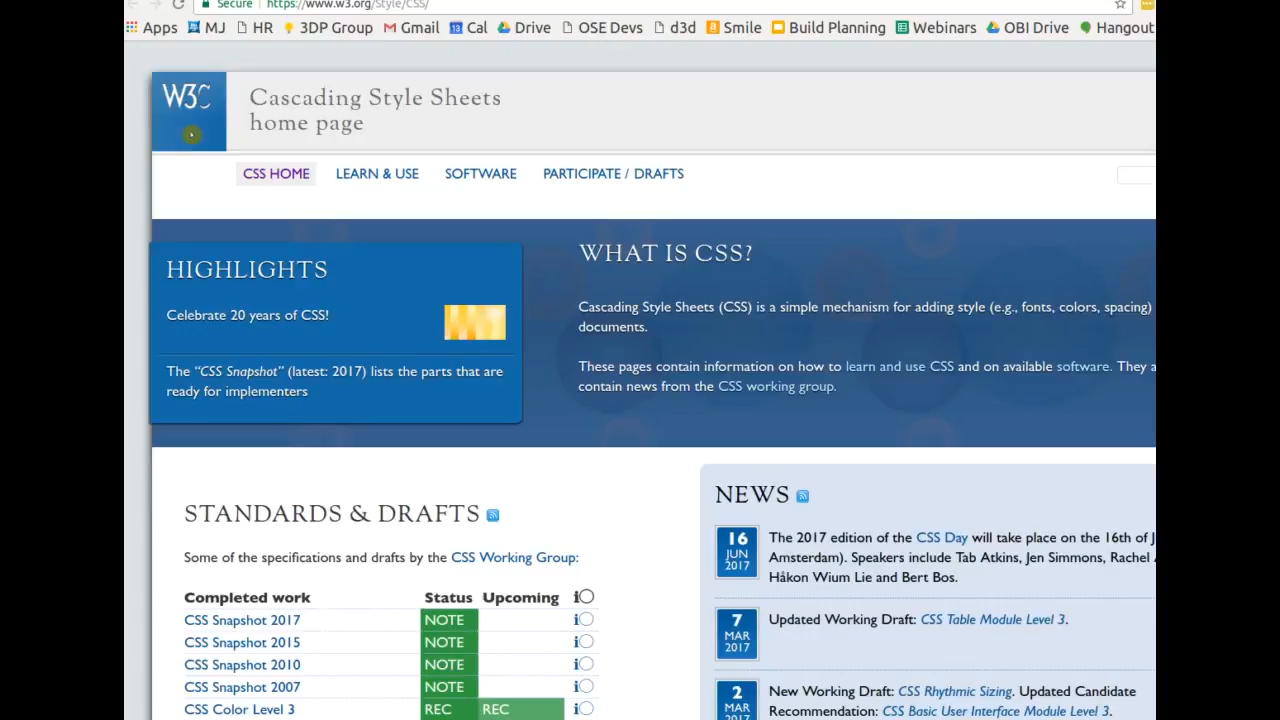 Secure https://www.w3.org/Style/CSS/
Apps MJ HR 3DP Group Gmail Cal Drive OSE Devs d3d Smile Build Planning Webinars OBI Drive Hangout
W3C
Cascading Style Sheets
home page
CSS HOME LEARN & USE SOFTWARE PARTICIPATE / DRAFTS
HIGHLIGHTS
Celebrate 20 years of CSS!
The “CSS Snapshot” (latest: 2017) lists the parts that are
ready for implementers
WHAT IS CSS?
Cascading Style Sheets (CSS) is a simple mechanism for adding style (e.g., fonts, colors, spacing)
documents.
These pages contain information on how to learn and use CSS and on available software. They a
contain news from the CSS working group.
STANDARDS & DRAFTS
Some of the specifications and drafts by the CSS Working Group:
Completed work Status Upcoming i
CSS Snapshot 2017 NOTE i
CSS Snapshot 2015 NOTE i
CSS Snapshot 2010 NOTE i
CSS Snapshot 2007 NOTE i
CSS Color Level 3 REC REC i
NEWS
16
JUN
2017
The 2017 edition of the CSS Day will take place on the 16th of J
Amsterdam). Speakers include Tab Atkins, Jen Simmons, Rachel
Håkon Wium Lie and Bert Bos.
7
MAR
2017
Updated Working Draft: CSS Table Module Level 3.
2
MAR
2017
New Working Draft: CSS Rhythmic Sizing. Updated Candidate
Recommendation: CSS Basic User Interface Module Level 3.